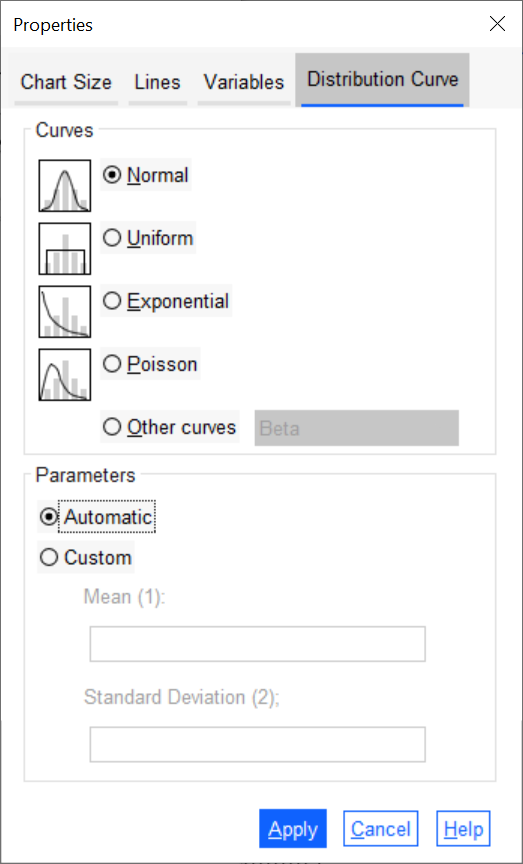 Properties
Chart Size Lines Variables Distribution Curve
Curves
Normal
Uniform
Exponential
Poisson
Other curves Beta
Parameters
Automatic
Custom
Mean (1):
Standard Deviation (2);
Apply Cancel Help